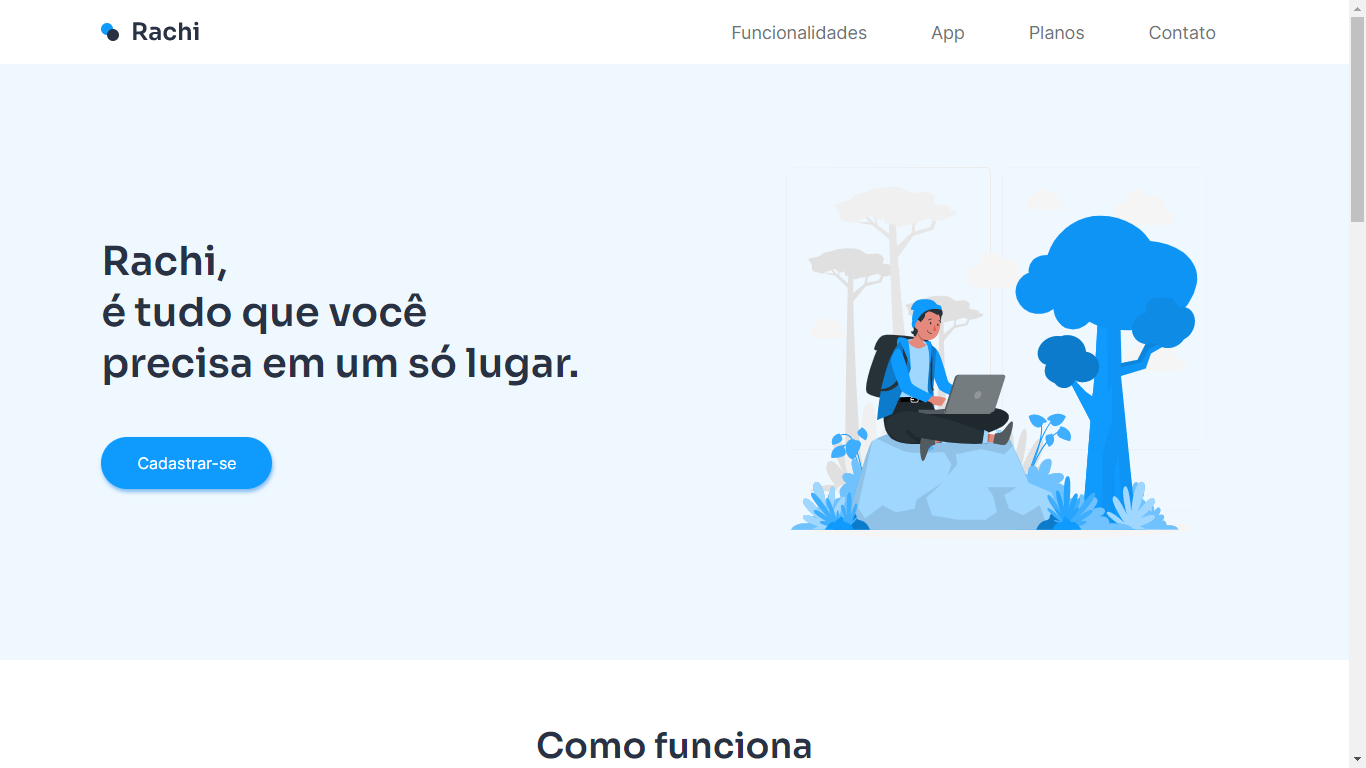 Rachi
Funcionalidades
App
Planos
Contato
Rachi,
é tudo que você
precisa em um só lugar.
Cadastrar-se
Como funciona